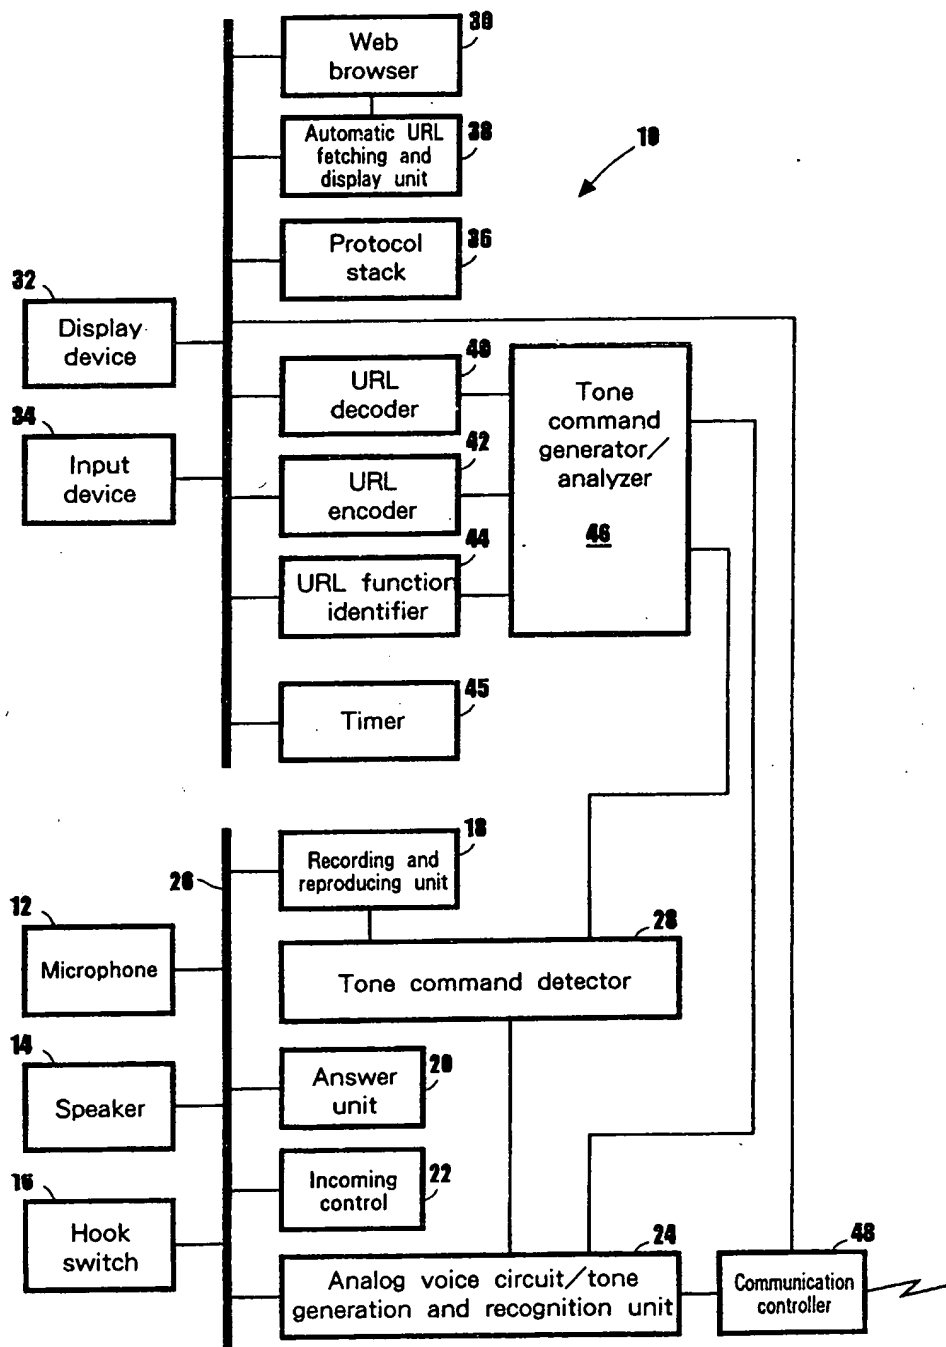 30
Web
browser
38
Automatic URL
fetching and
display unit
10
36
Protocol
stack
32
Display
device
40
URL
decoder
Tone
command
generator/
analyzer
46
34
Input
device
42
URL
encoder
44
URL function
identifier
45
Timer
18
Recording and
reproducing unit
26
12
Microphone
28
Tone command detector
14
Speaker
20
Answer
unit
22
Incoming
control
16
Hook
switch
24
Analog voice circuit/tone
generation and recognition unit
48
Communication
controller